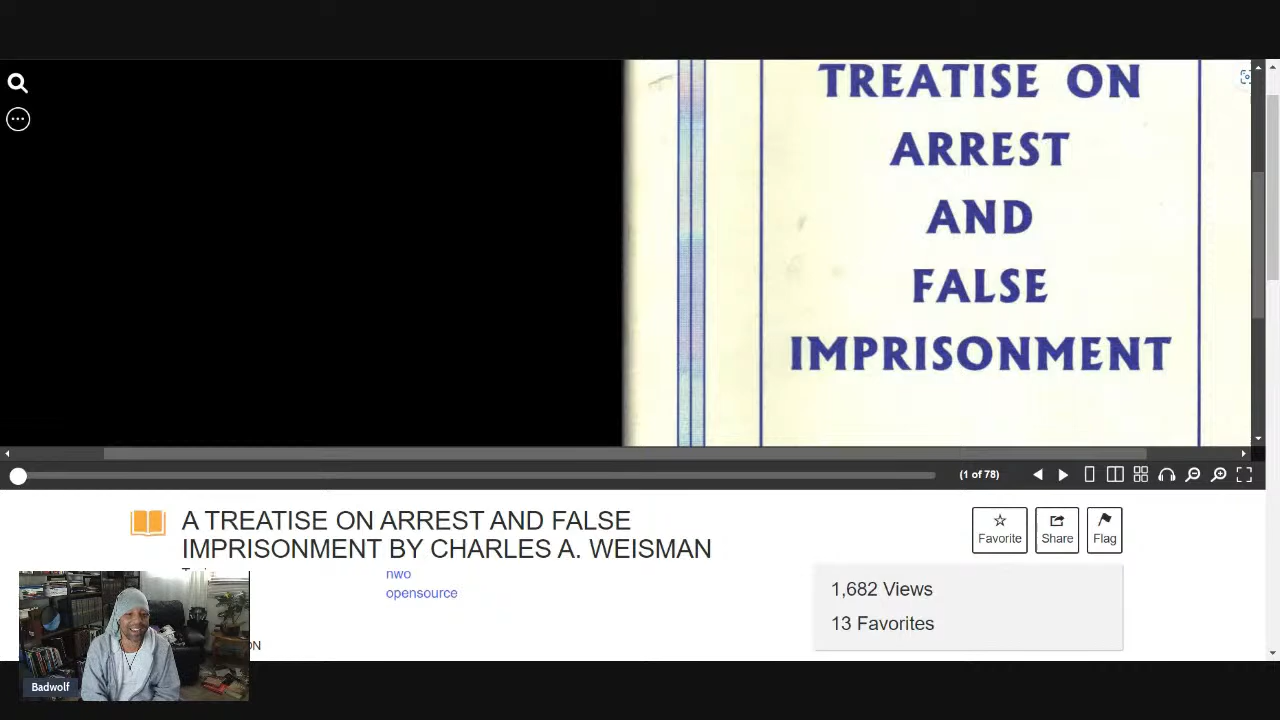 TREATISE ON
ARREST
AND
FALSE
IMPRISONMENT
(1 of 78)
A TREATISE ON ARREST AND FALSE
IMPRISONMENT BY CHARLES A. WEISMAN
Favorite
Share
Flag
nwo
opensource
1,682 Views
13 Favorites
ON
Badwolf